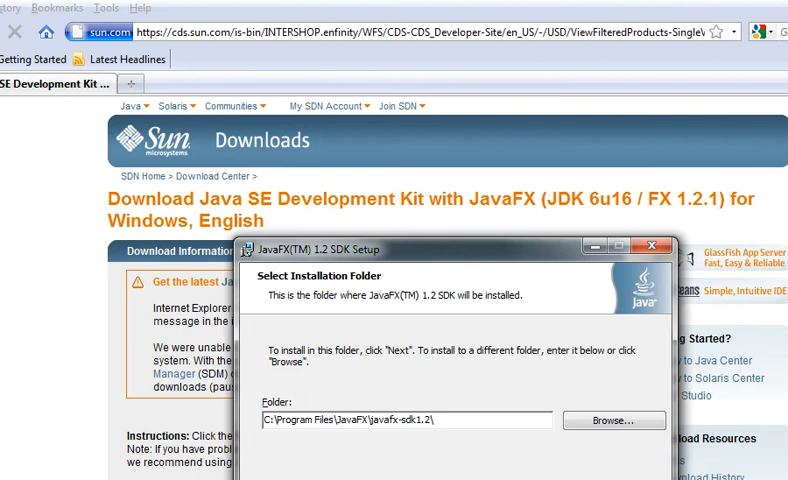 story Bookmarks Tools Help
sun.com https://cds.sun.com/is-bin/INTERSHOP.enfinity/WFS/CDS-CDS_Developer-Site/en_US/-/USD/ViewFilteredProducts-SingleV
Getting Started Latest Headlines
SE Development Kit ...
Java Solaris Communities My SDN Account Join SDN
Sun
microsystems
Downloads
SDN Home > Download Center >
Download Java SE Development Kit with JavaFX (JDK 6u16 / FX 1.2.1) for
Windows, English
Download Information
GlassFish App Server
Fast, Easy & Reliable
Simple, Intuitive IDE
Get the latest Ja
Internet Explorer
message in the i
We were unable
system. With the
Manager (SDM)
downloads (pau
Instructions: Click the
Note: If you have prob
we recommend using
JavaFX(TM) 1.2 SDK Setup
Select Installation Folder
This is the folder where JavaFX(TM) 1.2 SDK will be installed.
Java
To install in this folder, click "Next". To install to a different folder, enter it below or click
"Browse".
Folder:
C:\Program Files\JavaFX\javafx-sdk1.2\
Browse...
g Started?
to Java Center
to Solaris Center
Studio
load Resources
s
nload History